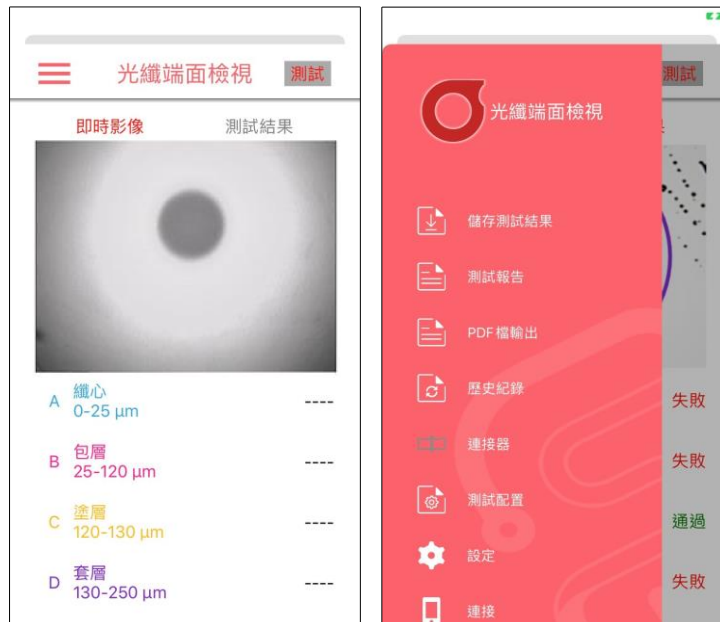 光纖端面檢視
測試
即時影像
測試結果
A
纖心
0-25 μm
----
B
包層
25-120 μm
----
C
塗層
120-130 μm
----
D
套層
130-250 μm
----
測試
光纖端面檢視
儲存測試結果
測試報告
PDF檔輸出
歷史紀錄
連接器
測試配置
設定
連接
失敗
失敗
通過
失敗